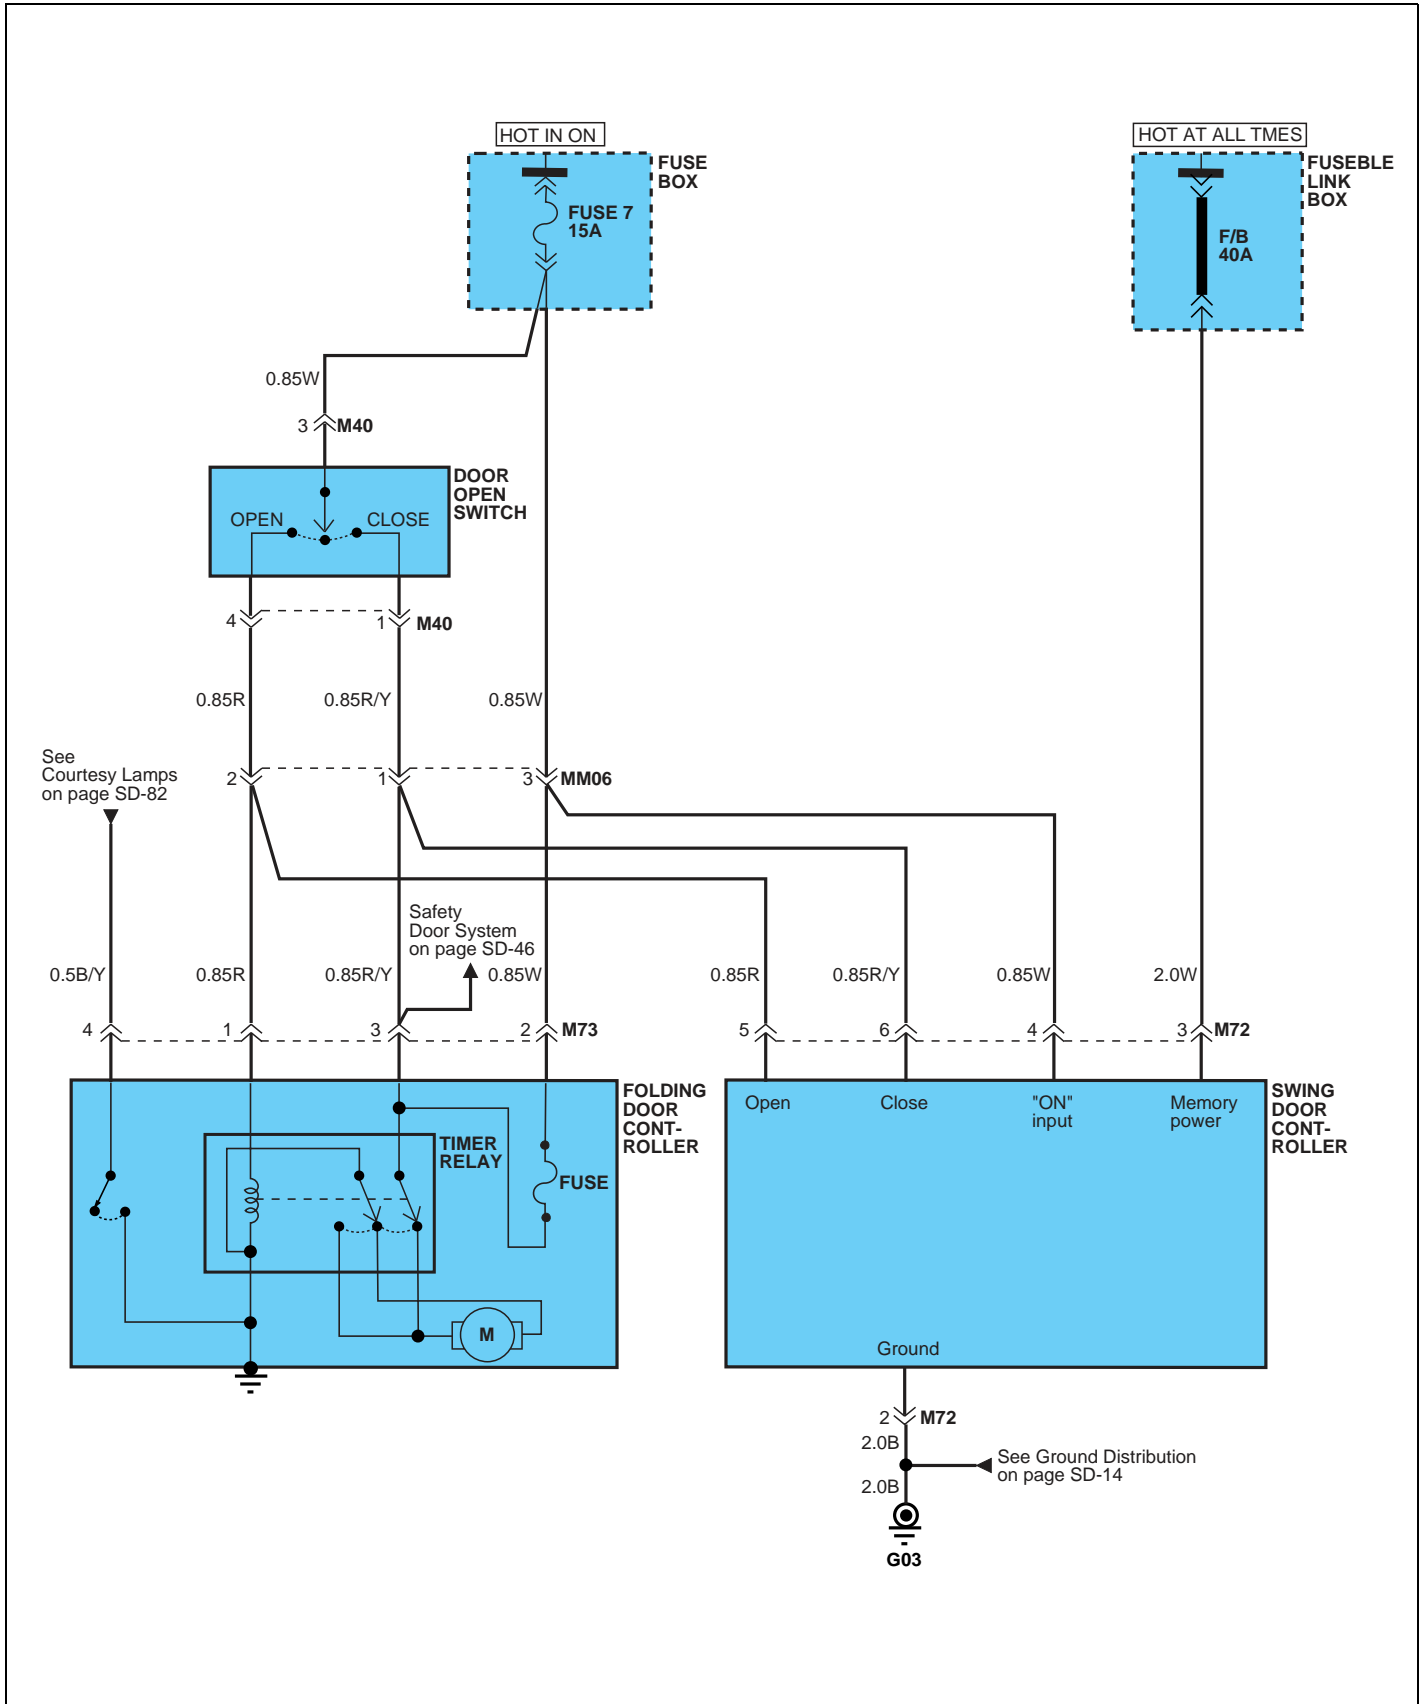 HOT IN ON
HOT AT ALL TMES
FUSE
BOX
FUSE 7
15A
FUSEBLE
LINK
BOX
F/B
40A
0.85W
3
M40
DOOR
OPEN
SWITCH
OPEN
CLOSE
4
1
M40
0.85R
0.85R/Y
0.85W
See
Courtesy Lamps
on page SD-82
2
1
3
MM06
Safety
Door System
on page SD-46
0.5B/Y
0.85R
0.85R/Y
0.85W
0.85R
0.85R/Y
0.85W
2.0W
4
1
3
2
M73
5
6
4
3
M72
FOLDING
DOOR
CONT-
ROLLER
TIMER
RELAY
FUSE
M
Open
Close
"ON"
input
Memory
power
SWING
DOOR
CONT-
ROLLER
Ground
2
M72
2.0B
See Ground Distribution
on page SD-14
2.0B
G03